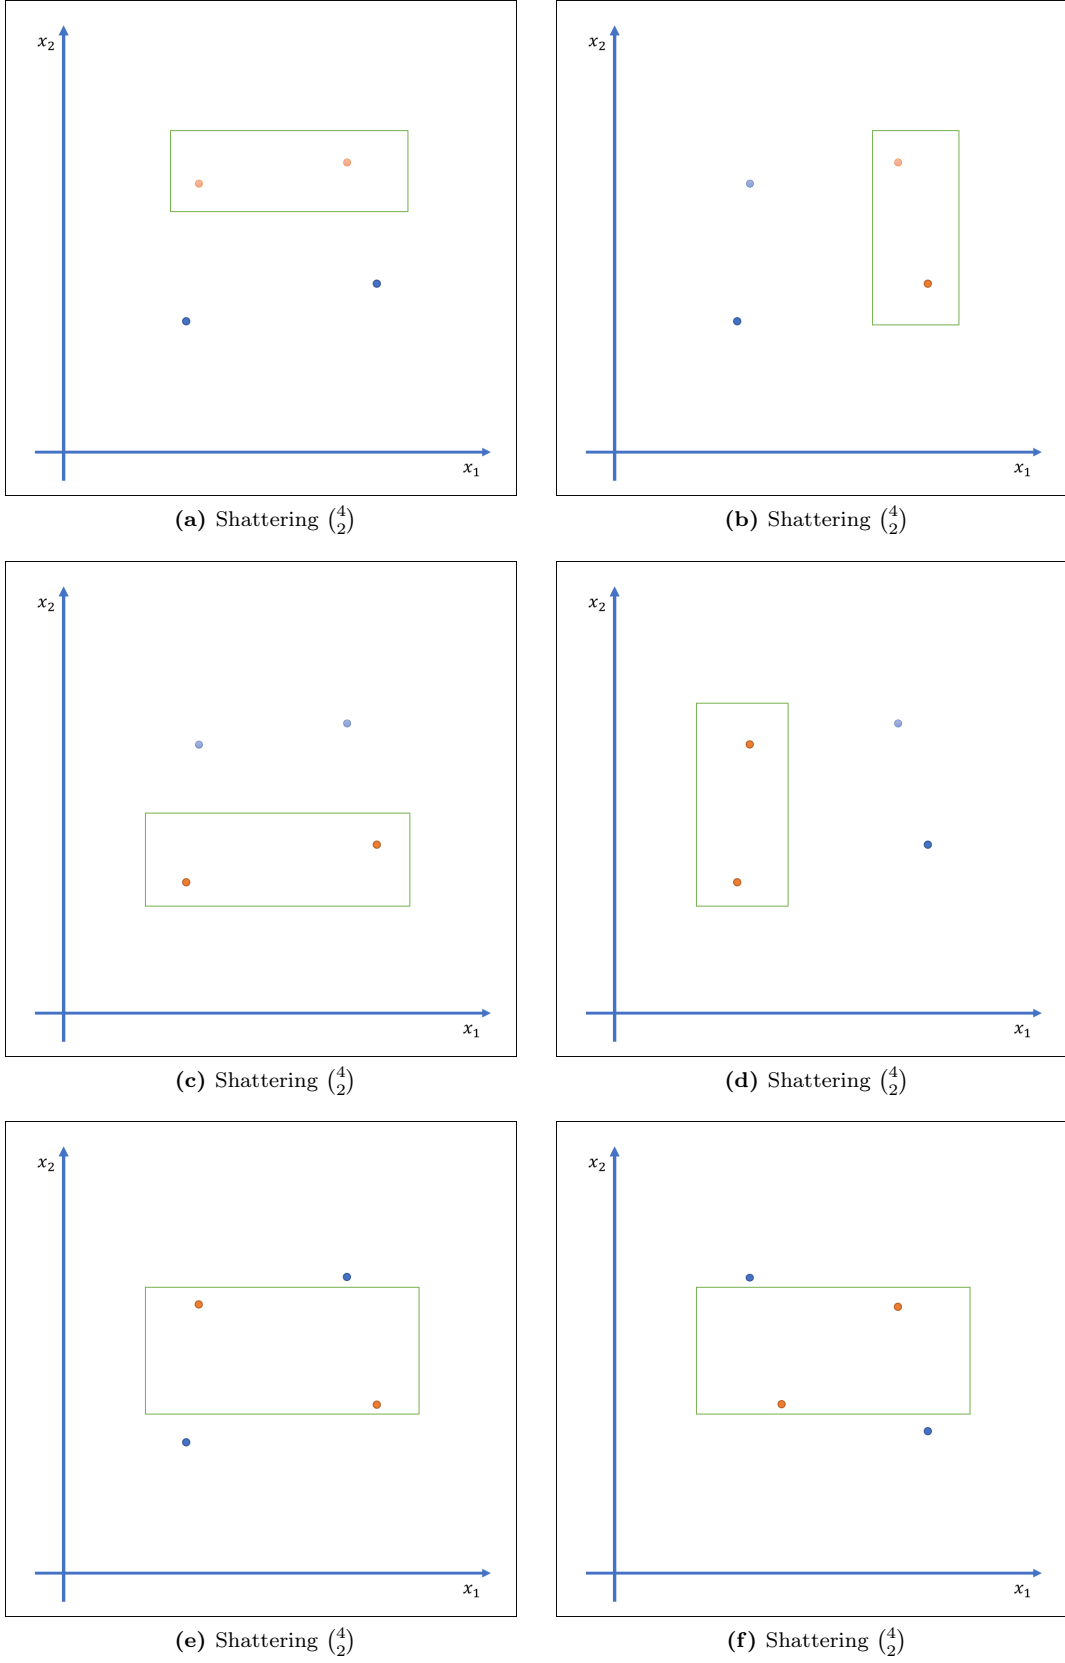 x₂
x₂
x₁
x₁
(a) Shattering (4 2)
(b) Shattering (4 2)
x₂
x₂
x₁
x₁
(c) Shattering (4 2)
(d) Shattering (4 2)
x₂
x₂
x₁
x₁
(e) Shattering (4 2)
(f) Shattering (4 2)